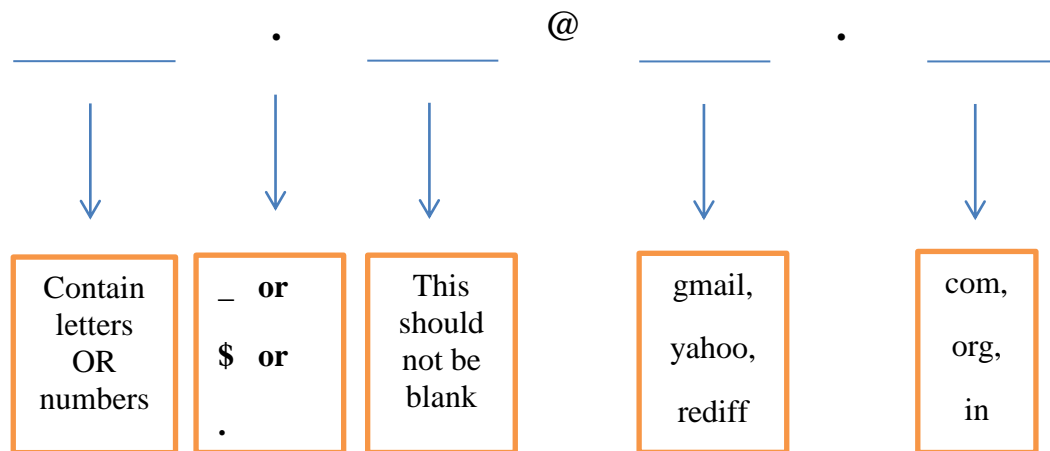 . @ .
Contain
letters
OR
numbers
_ or
$ or
.
This
should
not be
blank
gmail,
yahoo,
rediff
com,
org,
in